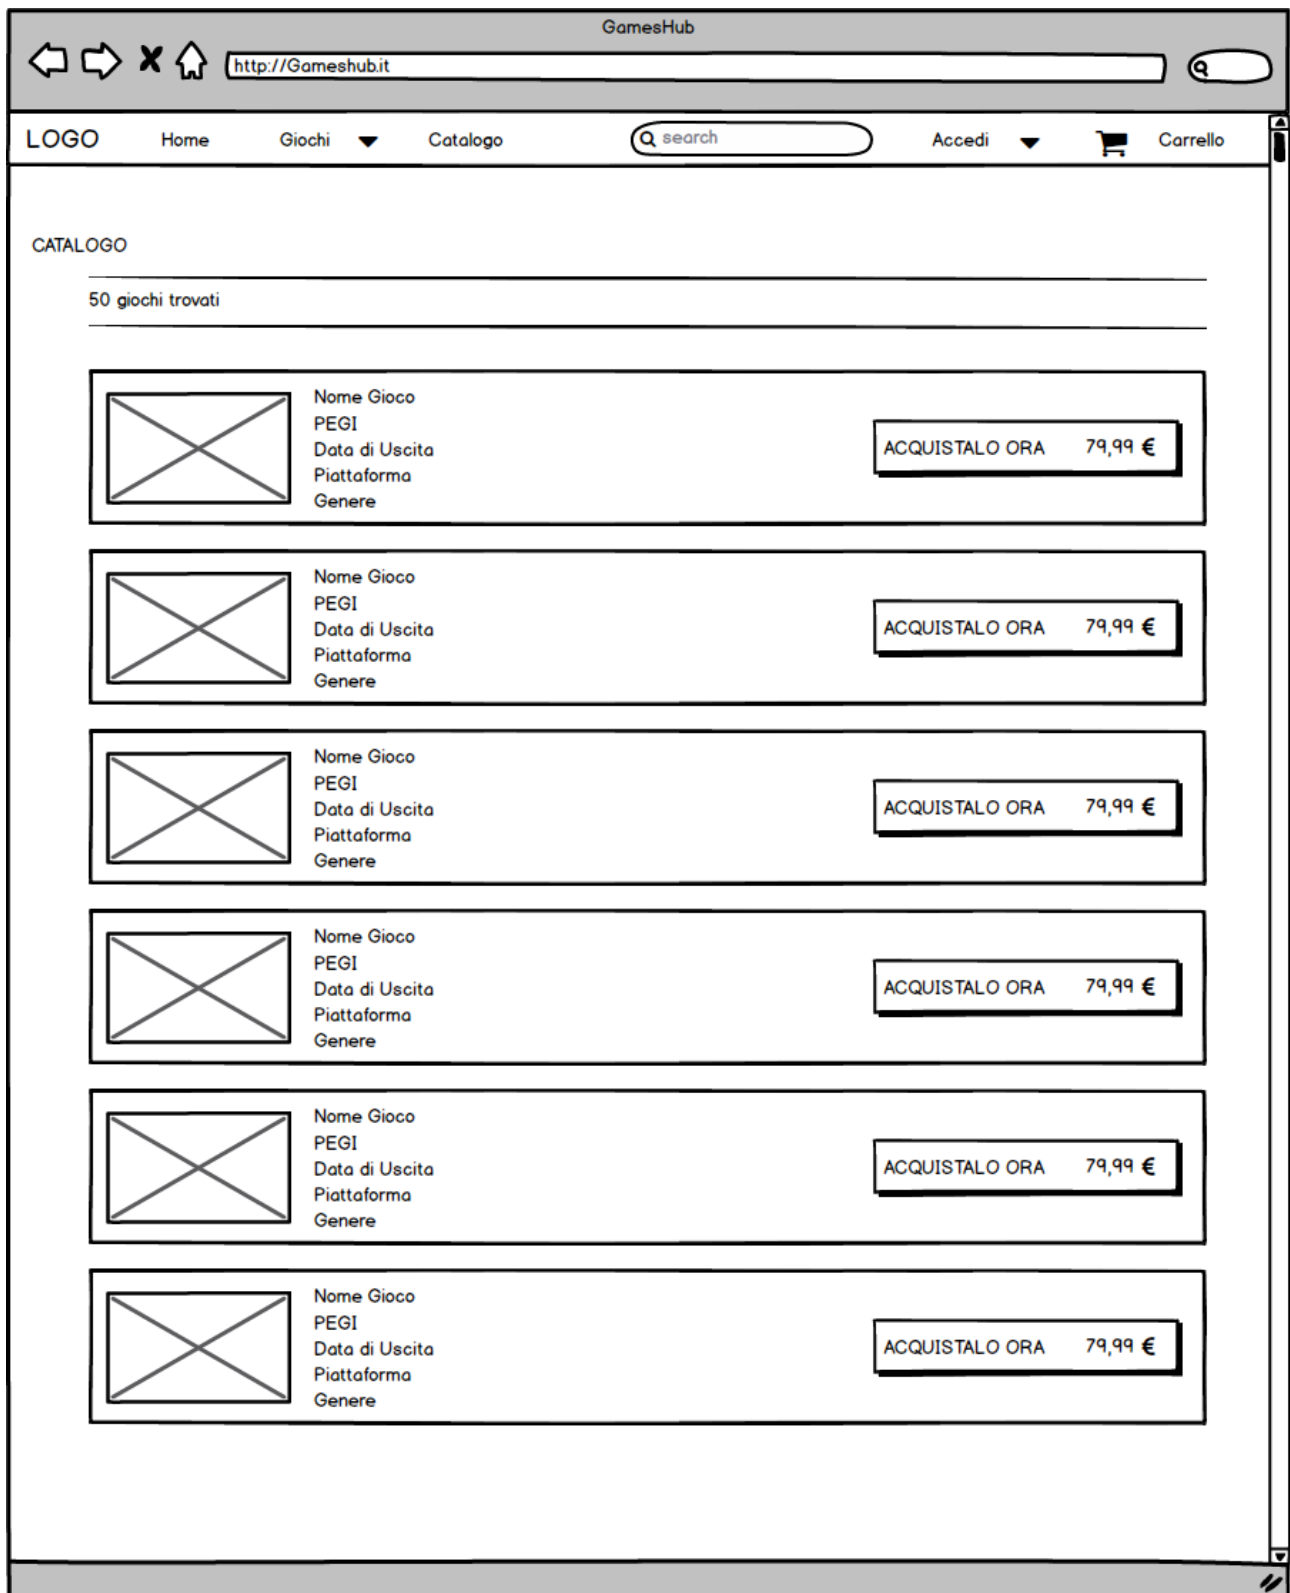 GamesHub
http://Gameshub.it
LOGO Home Giochi Catalogo search Accedi Carrello
CATALOGO
50 giochi trovati
Nome Gioco
PEGI
Data di Uscita
Piattaforma
Genere
ACQUISTALO ORA 79,99 €
Nome Gioco
PEGI
Data di Uscita
Piattaforma
Genere
ACQUISTALO ORA 79,99 €
Nome Gioco
PEGI
Data di Uscita
Piattaforma
Genere
ACQUISTALO ORA 79,99 €
Nome Gioco
PEGI
Data di Uscita
Piattaforma
Genere
ACQUISTALO ORA 79,99 €
Nome Gioco
PEGI
Data di Uscita
Piattaforma
Genere
ACQUISTALO ORA 79,99 €
Nome Gioco
PEGI
Data di Uscita
Piattaforma
Genere
ACQUISTALO ORA 79,99 €